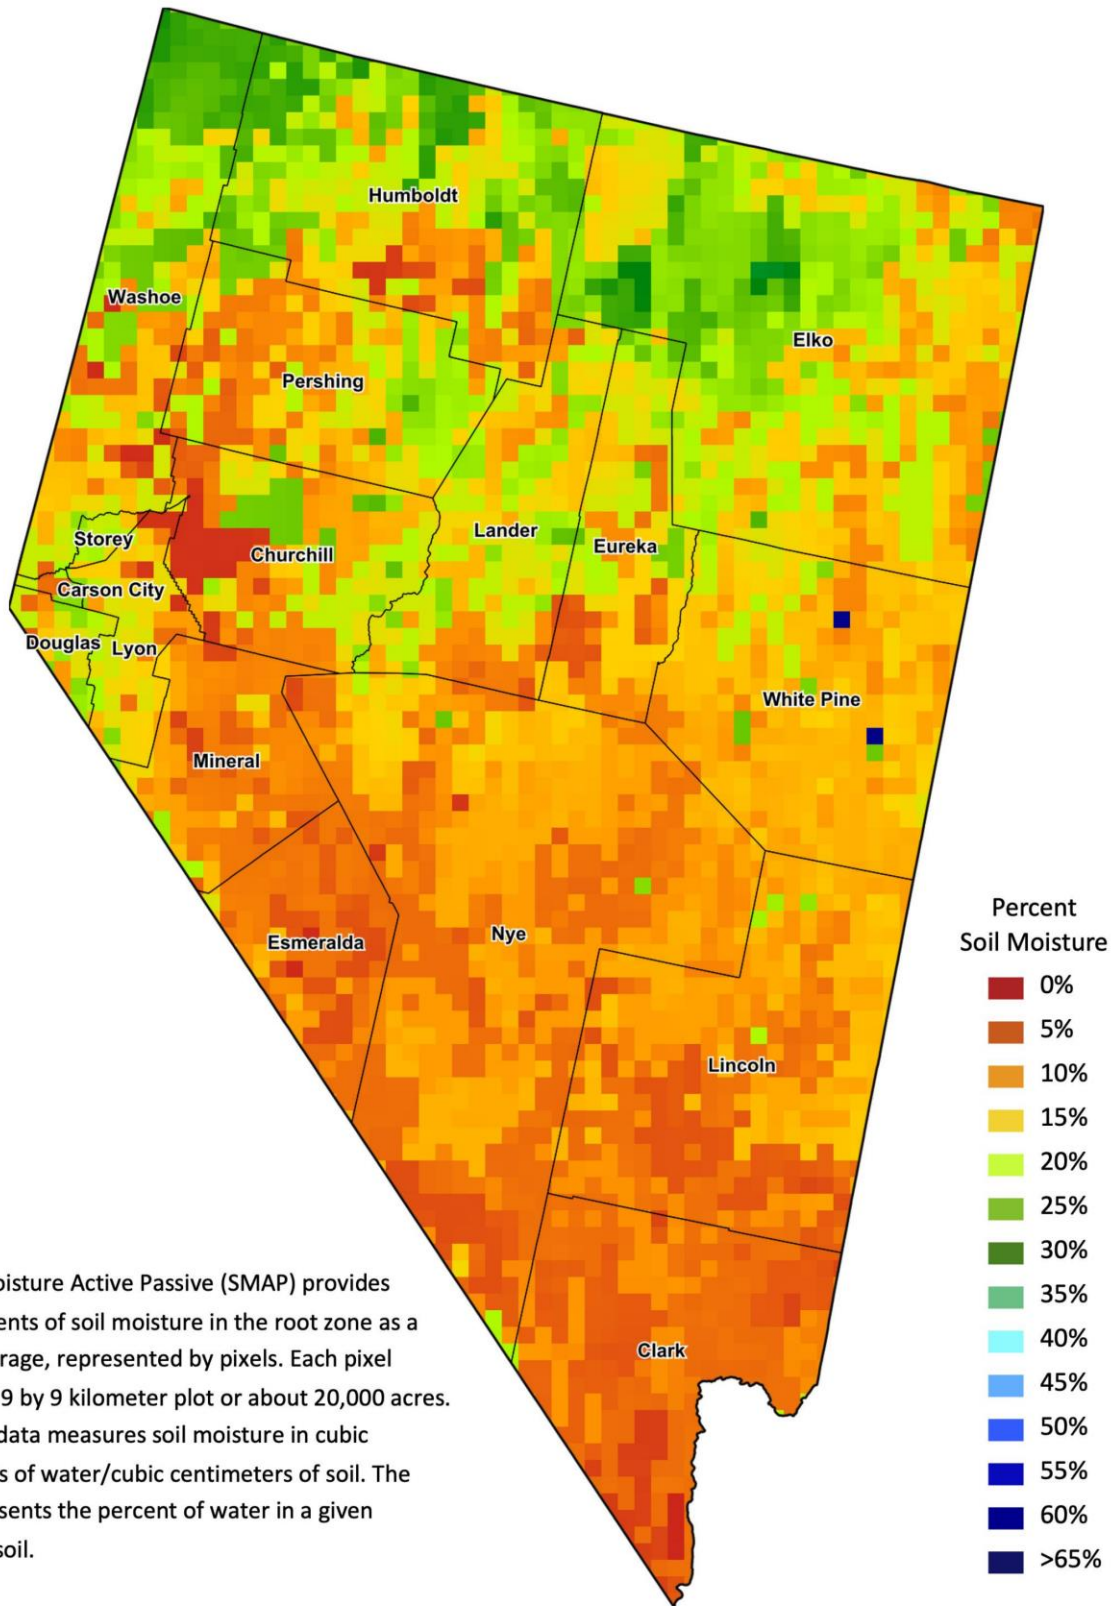 Humboldt
Washoe
Elko
Pershing
Storey
Churchill
Lander
Eureka
Carson City
Douglas
Lyon
White Pine
Mineral
Esmeralda
Nye
Lincoln
Clark
Percent
Soil Moisture
0%
5%
10%
15%
20%
25%
30%
35%
40%
45%
50%
55%
60%
>65%
oisture Active Passive (SMAP) provides
ents of soil moisture in the root zone as a
rage, represented by pixels. Each pixel
9 by 9 kilometer plot or about 20,000 acres.
data measures soil moisture in cubic
s of water/cubic centimeters of soil. The
sents the percent of water in a given
soil.